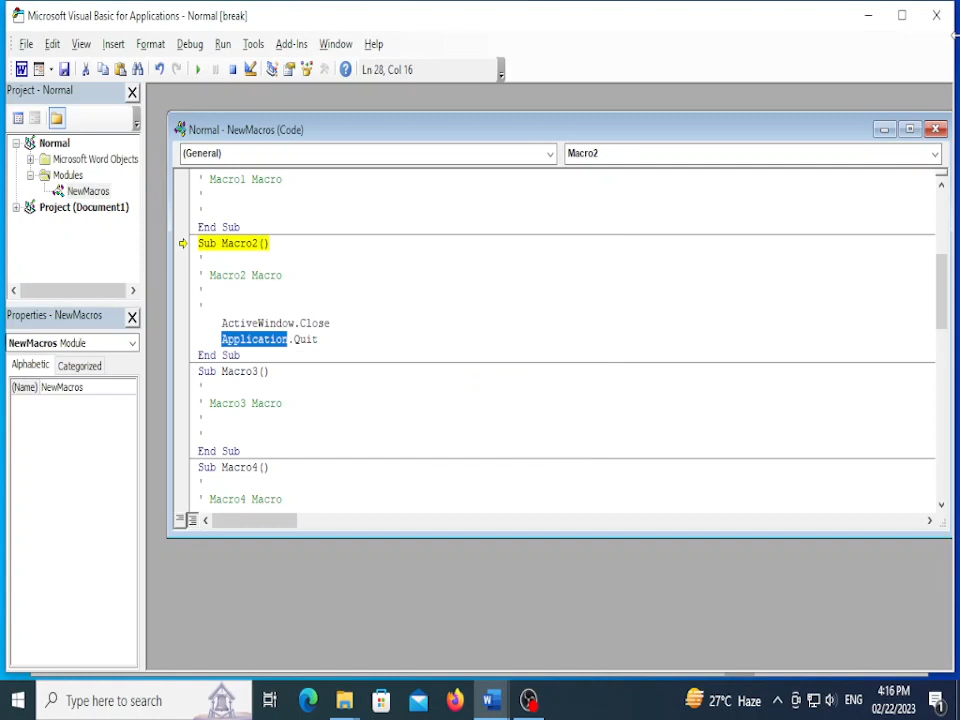 Microsoft Visual Basic for Applications - Normal [break]
File Edit View Insert Format Debug Run Tools Add-Ins Window Help
Ln 28, Col 16
Project - Normal
Normal
Microsoft Word Objects
Modules
NewMacros
Project (Document1)
Properties - NewMacros
NewMacros Module
Alphabetic Categorized
(Name) NewMacros
Normal - NewMacros (Code)
(General) Macro2
' Macro1 Macro
'
'
End Sub
Sub Macro2()
'
' Macro2 Macro
'
'
ActiveWindow.Close
Application.Quit
End Sub
Sub Macro3()
'
' Macro3 Macro
'
'
End Sub
Sub Macro4()
'
' Macro4 Macro
Type here to search
27°C Haze
ENG
4:16 PM
02/22/2023
1